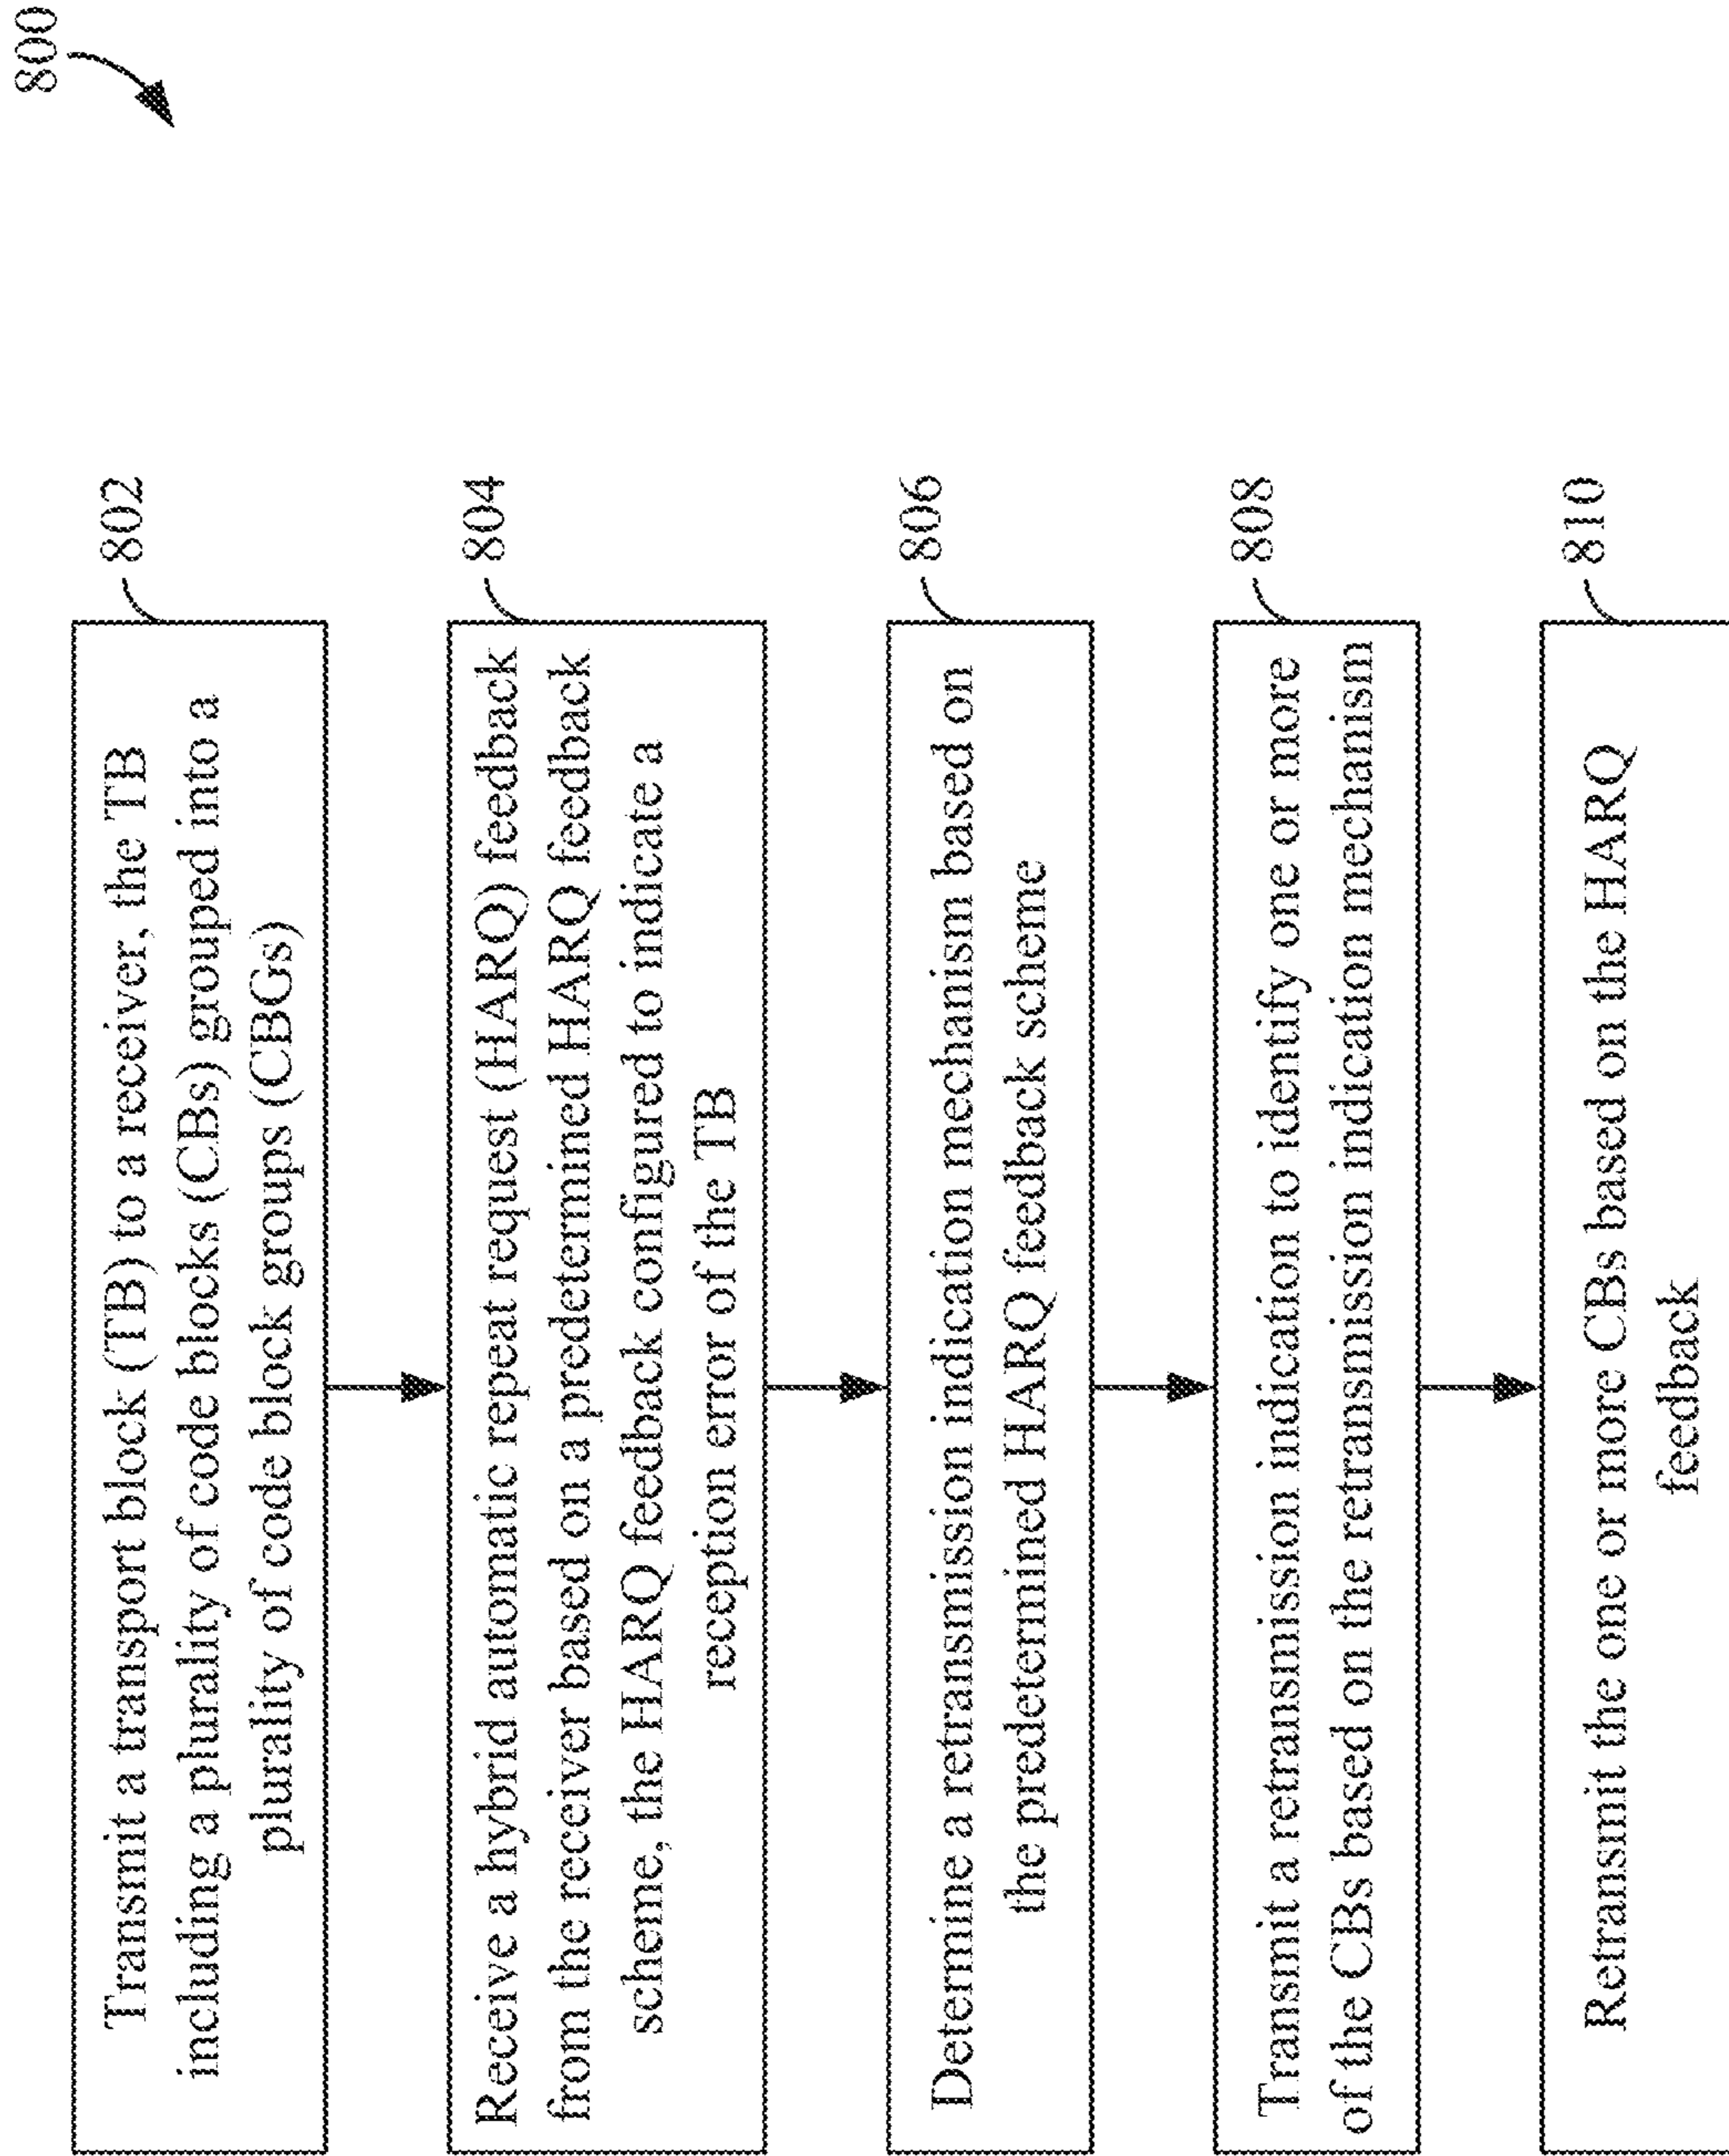 800
802
Transmit a transport block (TB) to a receiver, the TB
including a plurality of code blocks (CBs) grouped into a
plurality of code block groups (CBGs)
804
Receive a hybrid automatic repeat request (HARQ) feedback
from the receiver based on a predetermined HARQ feedback
scheme, the HARQ feedback configured to indicate a
reception error of the TB
806
Determine a retransmission indication mechanism based on
the predetermined HARQ feedback scheme
808
Transmit a retransmission indication to identify one or more
of the CBs based on the retransmission indication mechanism
810
Retransmit the one or more CBs based on the HARQ
feedback